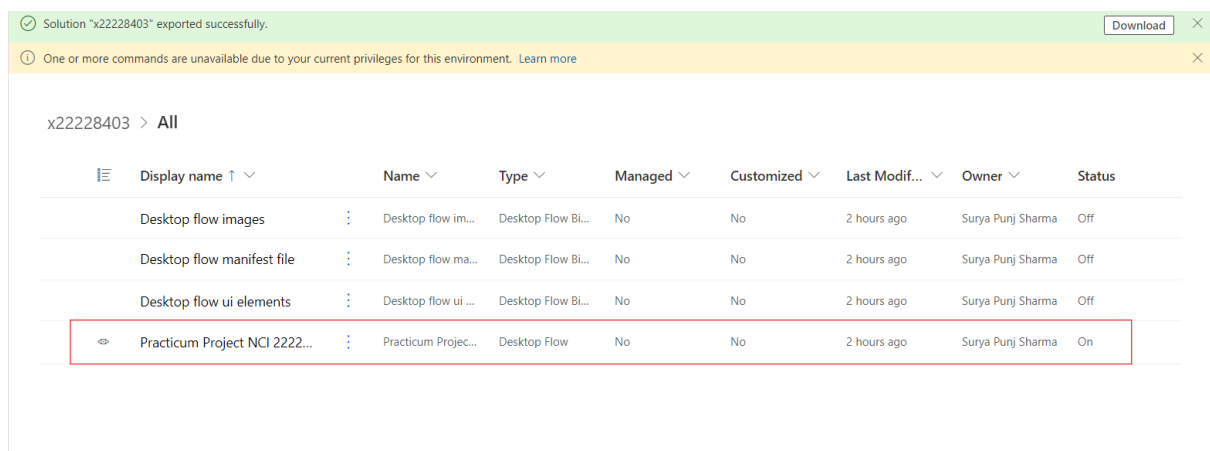 Solution "x22228403" exported successfully. Download
One or more commands are unavailable due to your current privileges for this environment. Learn more
x22228403 > All
Display name Name Type Managed Customized Last Modif... Owner Status
Desktop flow images Desktop flow im... Desktop Flow Bi... No No 2 hours ago Surya Punj Sharma Off
Desktop flow manifest file Desktop flow ma... Desktop Flow Bi... No No 2 hours ago Surya Punj Sharma Off
Desktop flow ui elements Desktop flow ui ... Desktop Flow Bi... No No 2 hours ago Surya Punj Sharma Off
Practicum Project NCI 2222... Practicum Projec... Desktop Flow No No 2 hours ago Surya Punj Sharma On